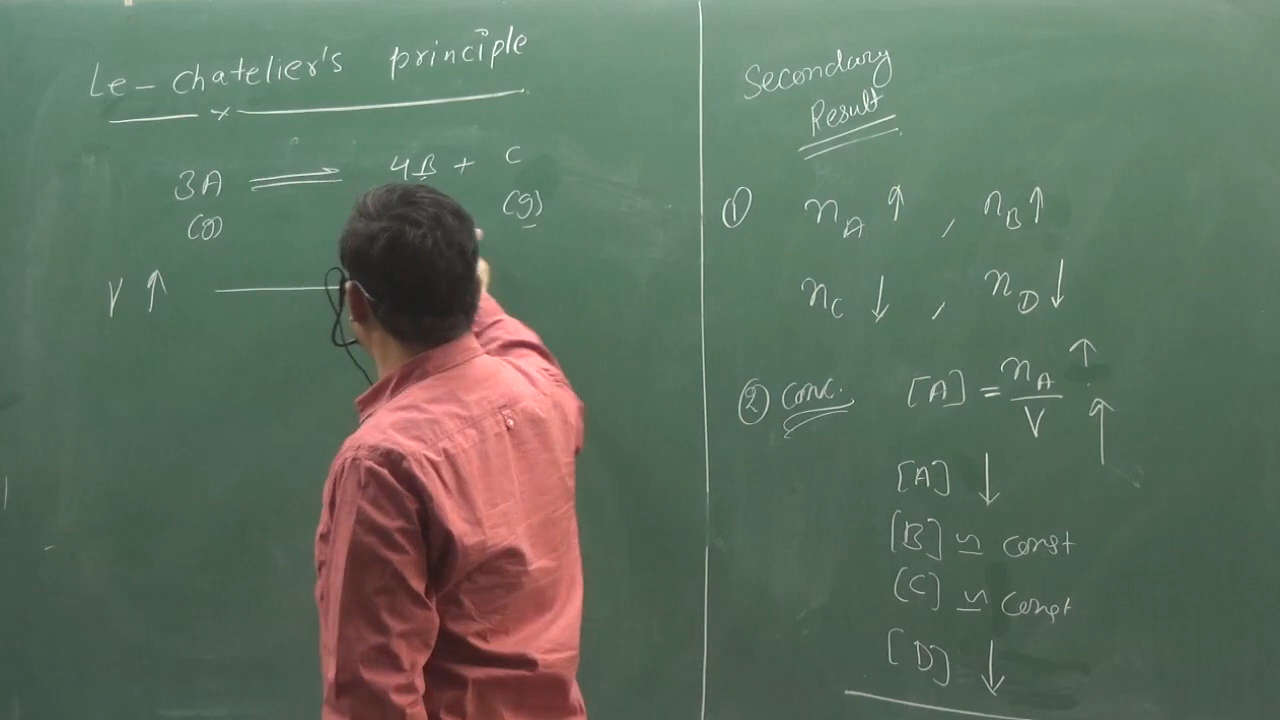 Le-chatelier's principle
3A ⇌ 4B + C
(g) (g)
V ↑
Secondary
Result
① nA ↑ , nB ↑
nC ↓ , nD ↓
② Conc. [A] = nA ↑ / V ↑
[A] ↓
[B] ≃ const
[C] ≃ const
[D] ↓